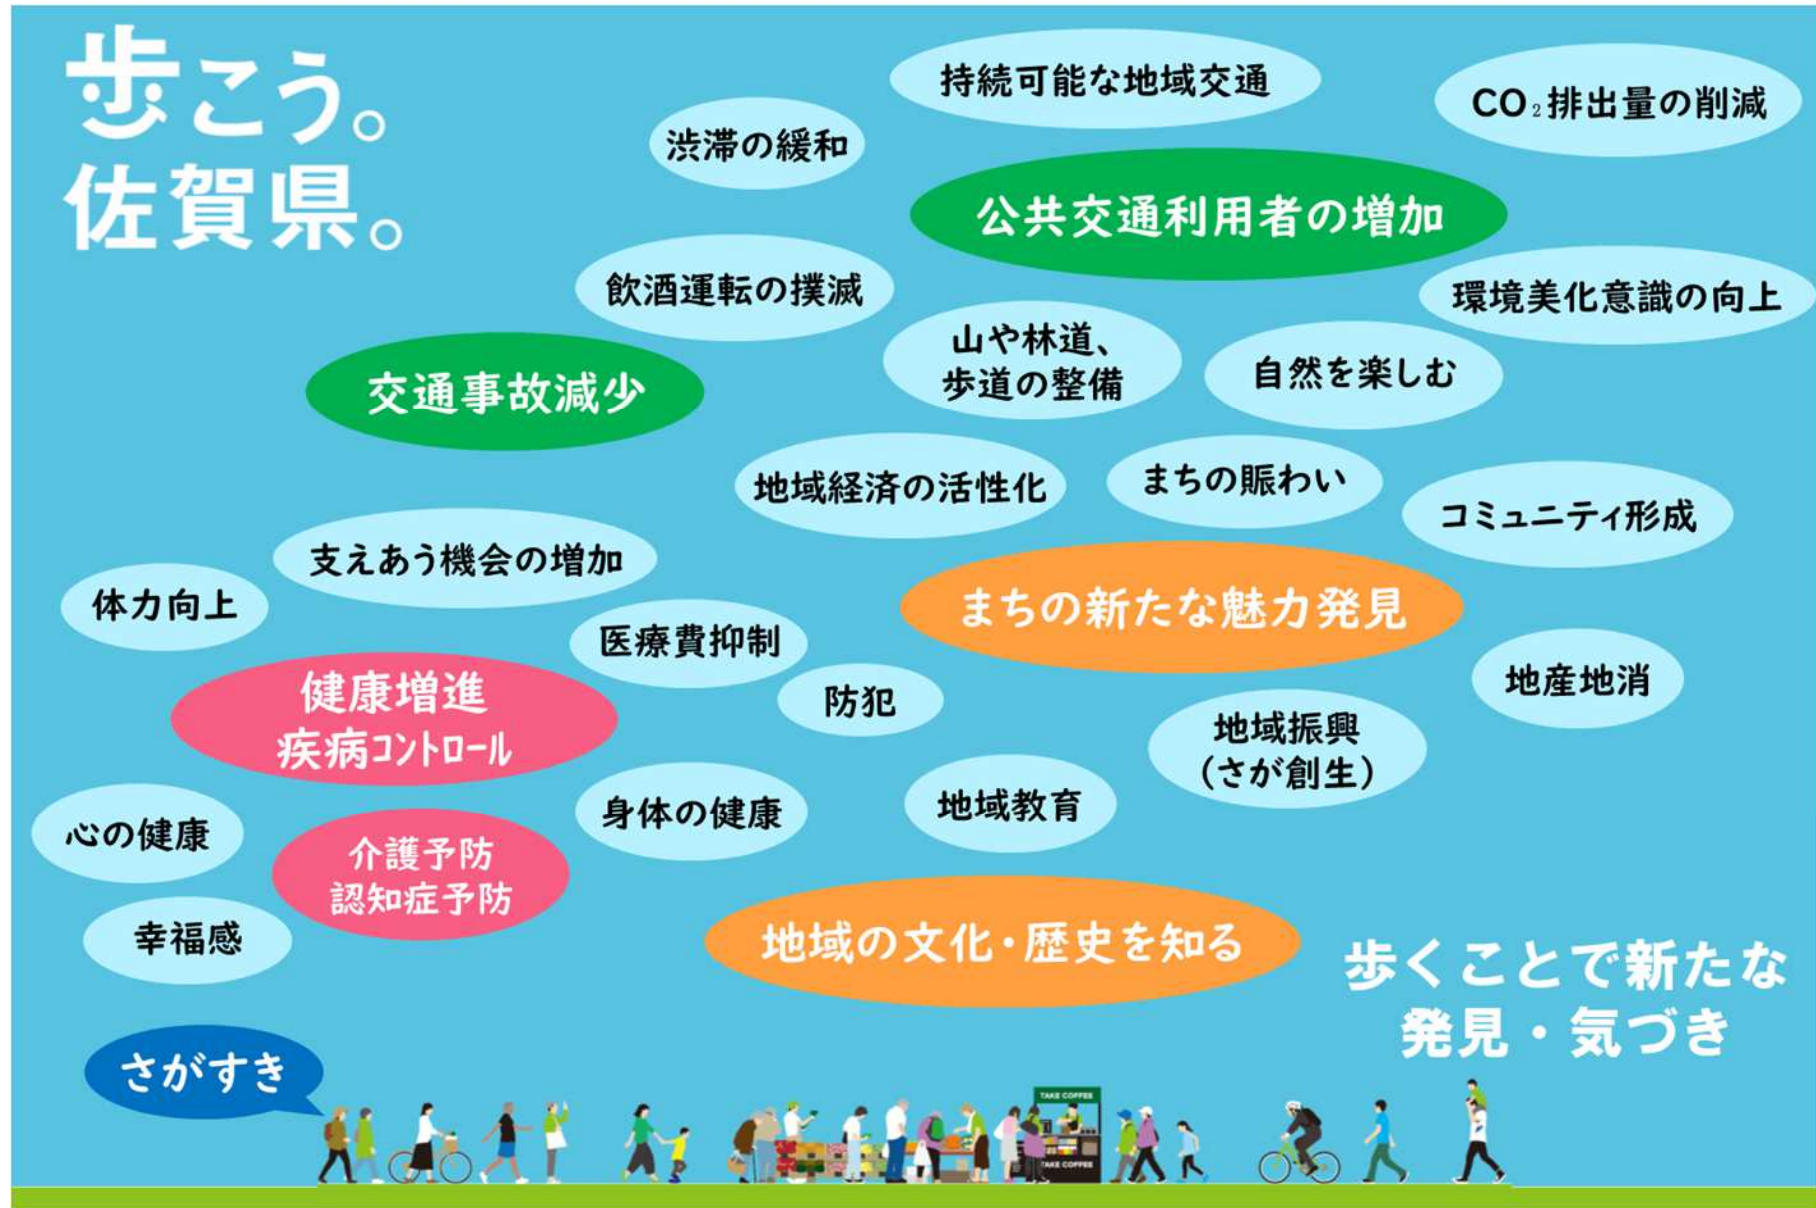 歩こう。
佐賀県。
持続可能な地域交通
CO₂排出量の削減
渋滞の緩和
公共交通利用者の増加
飲酒運転の撲滅
環境美化意識の向上
山や林道、
歩道の整備
自然を楽しむ
交通事故減少
地域経済の活性化
まちの賑わい
コミュニティ形成
支えあう機会の増加
体力向上
医療費抑制
まちの新たな魅力発見
防犯
地産地消
健康増進
疾病コントロール
地域振興
(さが創生)
身体の健康
地域教育
心の健康
介護予防
認知症予防
幸福感
地域の文化・歴史を知る
歩くことで新たな
発見・気づき
さがすき
TAKE COFFEE
TAKE COFFEE